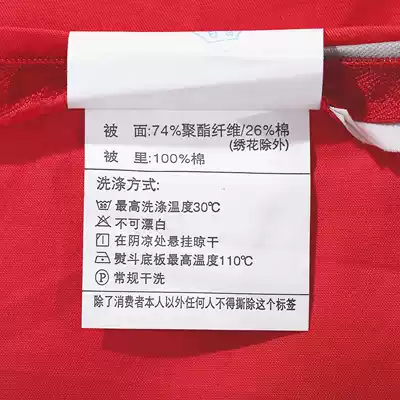 被 面:74%聚酯纤维/26%棉
(绣花除外)
被 里:100%棉
洗涤方式:
最高洗涤温度30℃
不可漂白
在阴凉处悬挂晾干
熨斗底板最高温度110℃
Ⓟ 常规干洗
除了消费者本人以外任何人不得撕除这个标签